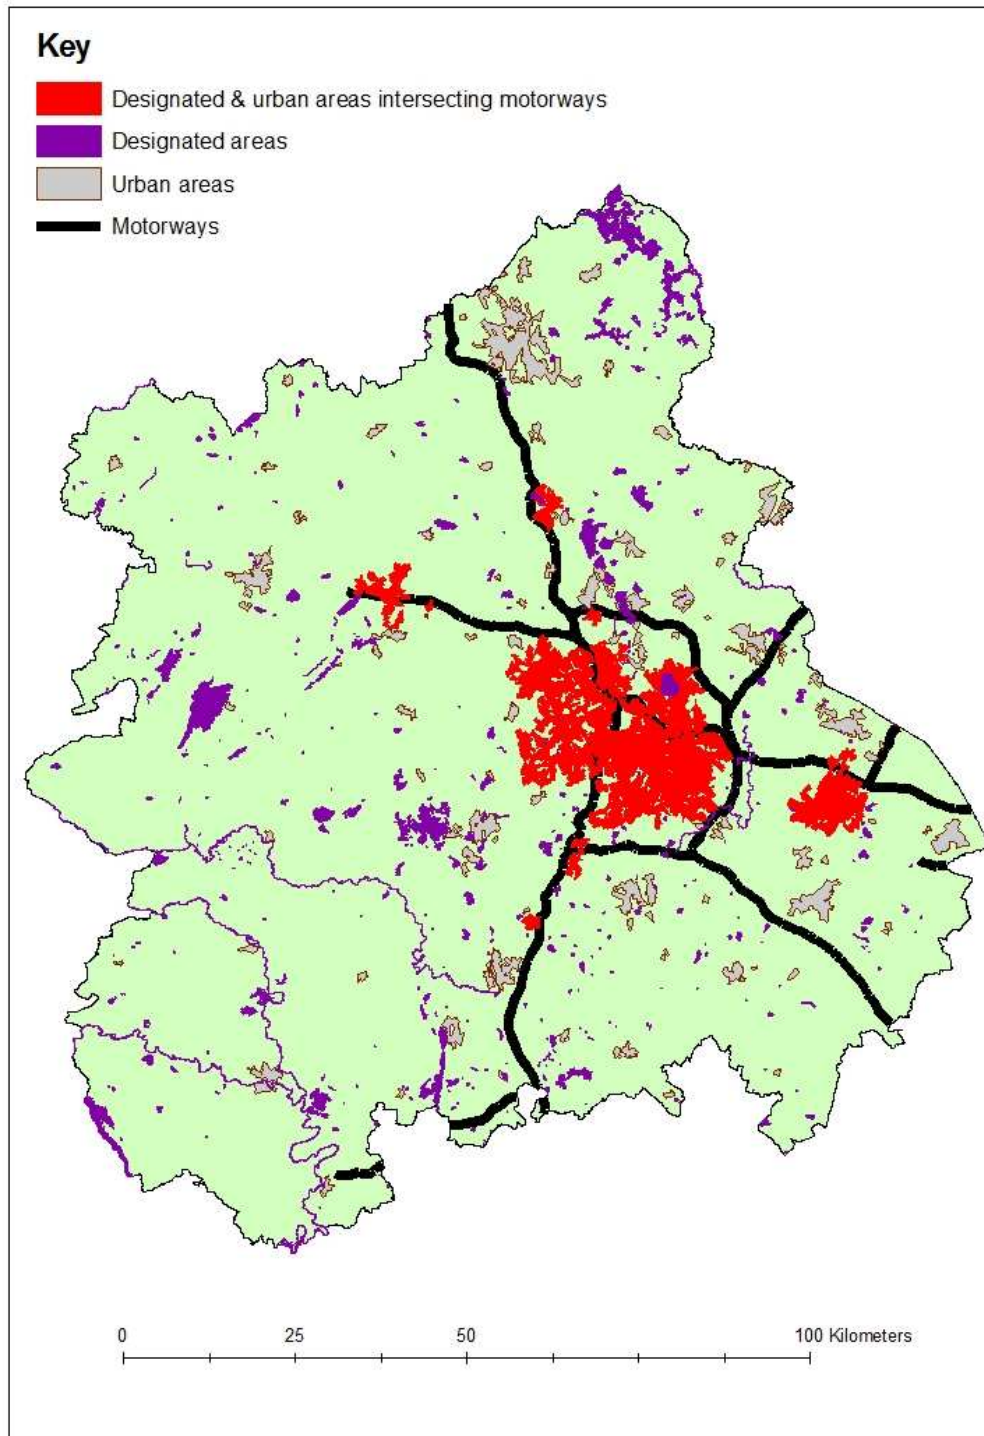 Key
Designated & urban areas intersecting motorways
Designated areas
Urban areas
Motorways
0 25 50 100 Kilometers